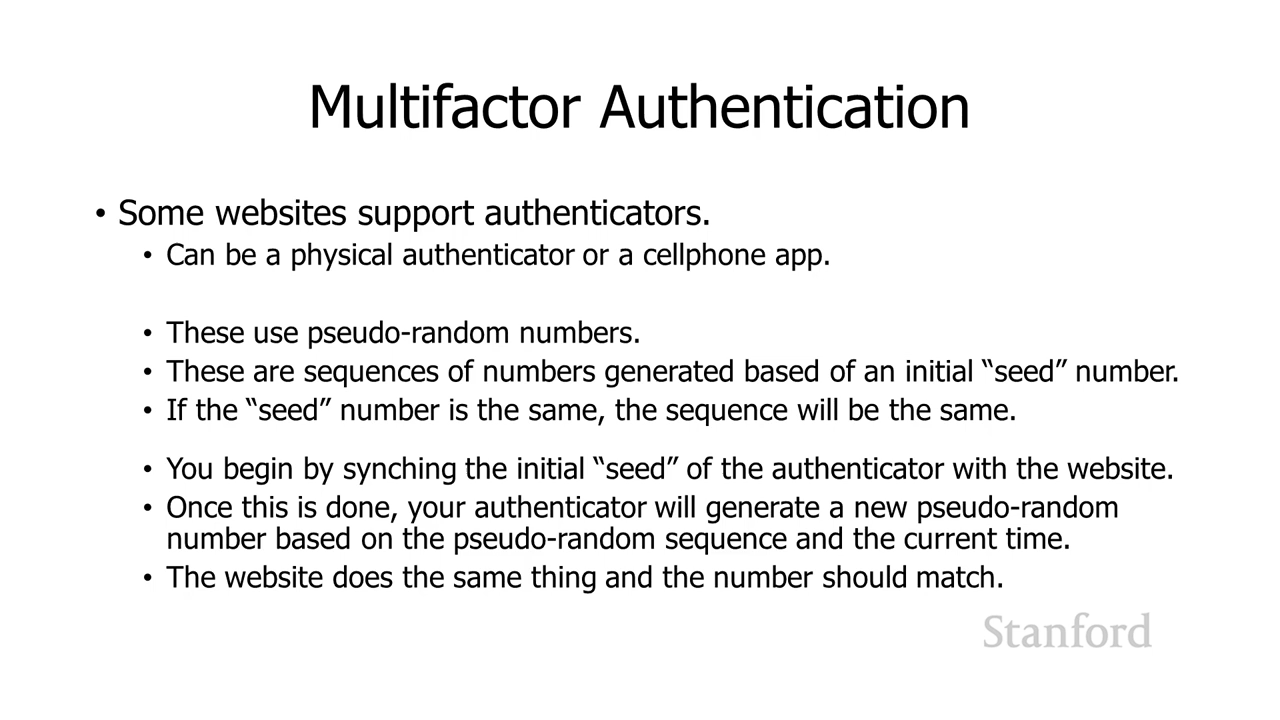 Multifactor Authentication
• Some websites support authenticators.
• Can be a physical authenticator or a cellphone app.
• These use pseudo-random numbers.
• These are sequences of numbers generated based of an initial “seed” number.
• If the “seed” number is the same, the sequence will be the same.
• You begin by synching the initial “seed” of the authenticator with the website.
• Once this is done, your authenticator will generate a new pseudo-random
number based on the pseudo-random sequence and the current time.
• The website does the same thing and the number should match.
Stanford